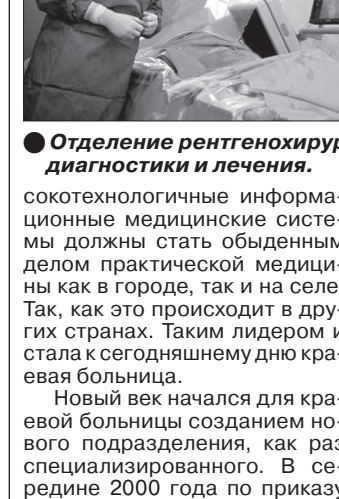 ● Отделение рентгенохирур
диагностики и лечения.
сокотехнологичные информа-
ционные медицинские систе-
мы должны стать обыденным
делом практической медици-
ны как в городе, так и на селе.
Так, как это происходит в дру-
гих странах. Таким лидером и
стала к сегодняшнему дню кра-
евая больница.
Новый век начался для кра-
евой больницы созданием но-
вого подразделения, как раз
специализированного. В се-
редине 2000 года по приказу